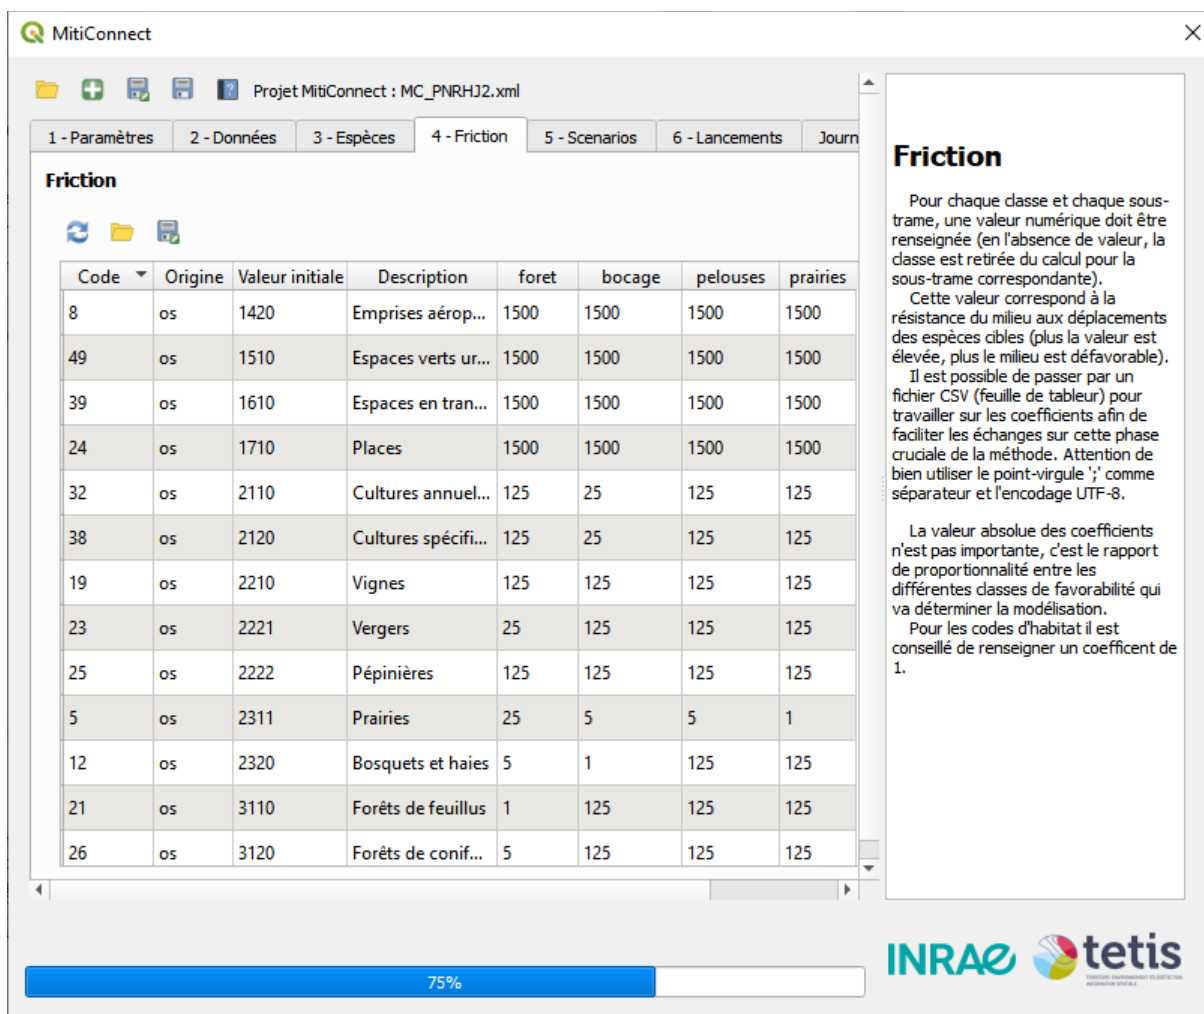 MitiConnect
Projet MitiConnect : MC_PNRHJ2.xml
1 - Paramètres 2 - Données 3 - Espèces 4 - Friction 5 - Scenarios 6 - Lancements Journ
Friction
Code Origine Valeur initiale Description foret bocage pelouses prairies
8 os 1420 Emprises aérop... 1500 1500 1500 1500
49 os 1510 Espaces verts ur... 1500 1500 1500 1500
39 os 1610 Espaces en tran... 1500 1500 1500 1500
24 os 1710 Places 1500 1500 1500 1500
32 os 2110 Cultures annuel... 125 25 125 125
38 os 2120 Cultures spécifi... 125 25 125 125
19 os 2210 Vignes 125 125 125 125
23 os 2221 Vergers 25 125 125 125
25 os 2222 Pépinières 125 125 125 125
5 os 2311 Prairies 25 5 5 1
12 os 2320 Bosquets et haies 5 1 125 125
21 os 3110 Forêts de feuillus 1 125 125 125
26 os 3120 Forêts de conif... 5 125 125 125
75%
Friction
Pour chaque classe et chaque sous-
trame, une valeur numérique doit être
renseignée (en l'absence de valeur, la
classe est retirée du calcul pour la
sous-trame correspondante).
Cette valeur correspond à la
résistance du milieu aux déplacements
des espèces cibles (plus la valeur est
élevée, plus le milieu est défavorable).
Il est possible de passer par un
fichier CSV (feuille de tableur) pour
travailler sur les coefficients afin de
faciliter les échanges sur cette phase
cruciale de la méthode. Attention de
bien utiliser le point-virgule ';' comme
séparateur et l'encodage UTF-8.
La valeur absolue des coefficients
n'est pas importante, c'est le rapport
de proportionnalité entre les
différentes classes de favorabilité qui
va déterminer la modélisation.
Pour les codes d'habitat il est
conseillé de renseigner un coefficent de
1.
INRAE tetis
TERRITOIRE ENVIRONNEMENT TÉLÉDÉTECTION
INFORMATION SPATIALE